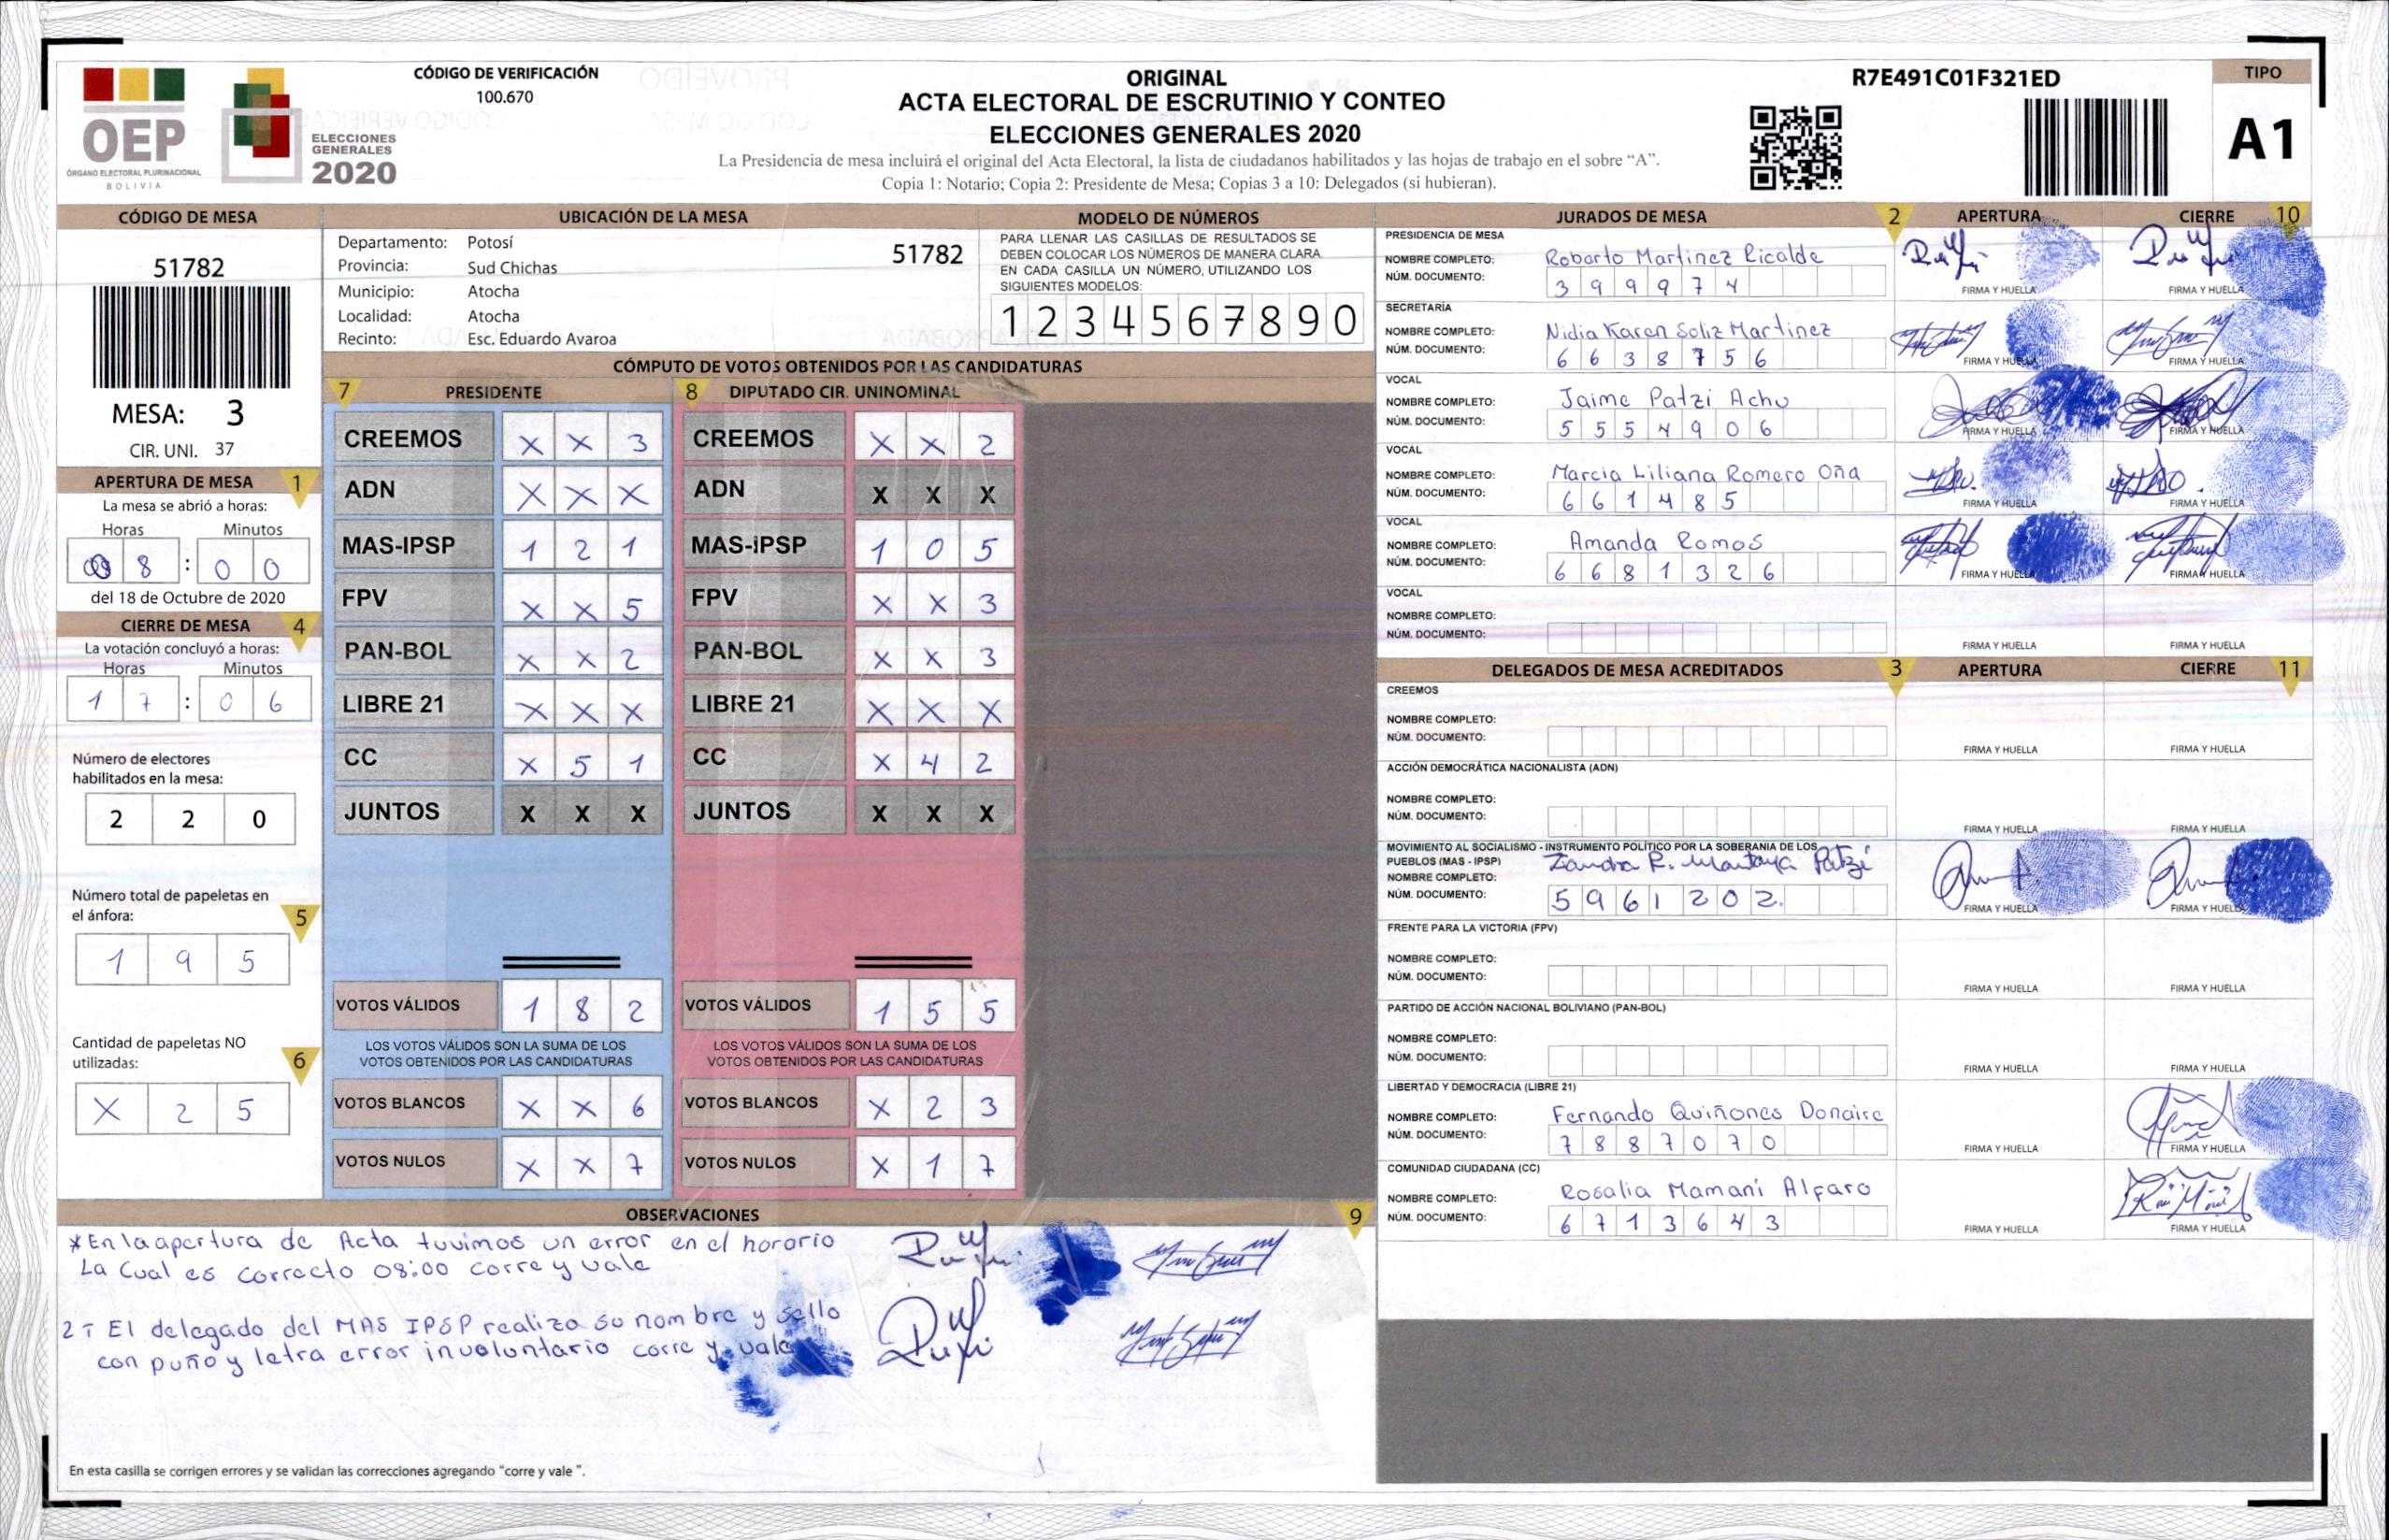 OEP
ÓRGANO ELECTORAL PLURINACIONAL
BOLIVIA
ELECCIONES
GENERALES
2020
CÓDIGO DE VERIFICACIÓN
100.670
ORIGINAL
ACTA ELECTORAL DE ESCRUTINIO Y CONTEO
ELECCIONES GENERALES 2020
La Presidencia de mesa incluirá el original del Acta Electoral, la lista de ciudadanos habilitados y las hojas de trabajo en el sobre “A”.
Copia 1: Notario; Copia 2: Presidente de Mesa; Copias 3 a 10: Delegados (si hubieran).
R7E491C01F321ED
TIPO
A1
CÓDIGO DE MESA
51782
MESA: 3
CIR. UNI. 37
APERTURA DE MESA 1
La mesa se abrió a horas:
Horas Minutos
8 : 0 0
del 18 de Octubre de 2020
CIERRE DE MESA 4
La votación concluyó a horas:
Horas Minutos
1 7 : 0 6
Número de electores
habilitados en la mesa:
2 2 0
Número total de papeletas en
el ánfora: 5
1 9 5
Cantidad de papeletas NO
utilizadas: 6
X 2 5
UBICACIÓN DE LA MESA
Departamento: Potosí
51782
Provincia: Sud Chichas
Municipio: Atocha
Localidad: Atocha
Recinto: Esc. Eduardo Avaroa
MODELO DE NÚMEROS
PARA LLENAR LAS CASILLAS DE RESULTADOS SE
DEBEN COLOCAR LOS NÚMEROS DE MANERA CLARA
EN CADA CASILLA UN NÚMERO, UTILIZANDO LOS
SIGUIENTES MODELOS:
1 2 3 4 5 6 7 8 9 0
CÓMPUTO DE VOTOS OBTENIDOS POR LAS CANDIDATURAS
7 PRESIDENTE
CREEMOS X X 3
ADN X X X
MAS-IPSP 1 2 1
FPV X X 5
PAN-BOL X X 2
LIBRE 21 X X X
CC X 5 1
JUNTOS X X X
VOTOS VÁLIDOS 1 8 2
LOS VOTOS VÁLIDOS SON LA SUMA DE LOS
VOTOS OBTENIDOS POR LAS CANDIDATURAS
VOTOS BLANCOS X X 6
VOTOS NULOS X X 7
8 DIPUTADO CIR. UNINOMINAL
CREEMOS X X 2
ADN X X X
MAS-IPSP 1 0 5
FPV X X 3
PAN-BOL X X 3
LIBRE 21 X X X
CC X 4 2
JUNTOS X X X
VOTOS VÁLIDOS 1 5 5
LOS VOTOS VÁLIDOS SON LA SUMA DE LOS
VOTOS OBTENIDOS POR LAS CANDIDATURAS
VOTOS BLANCOS X 2 3
VOTOS NULOS X 1 7
OBSERVACIONES 9
* En la apertura de Acta tuvimos un error en el horario
La Cual es correcto 08:00 corre y vale
2- El delegado del MAS IPSP realizo su nombre y sello
con puño y letra error involuntario corre y vale
En esta casilla se corrigen errores y se validan las correcciones agregando “corre y vale ”.
JURADOS DE MESA 2 APERTURA CIERRE 10
PRESIDENCIA DE MESA
NOMBRE COMPLETO: Roberto Martinez Ricalde
NÚM. DOCUMENTO: 3 9 9 9 7 4
FIRMA Y HUELLA FIRMA Y HUELLA
SECRETARÍA
NOMBRE COMPLETO: Nidia Karen Soliz Martinez
NÚM. DOCUMENTO: 6 6 3 8 7 5 6
FIRMA Y HUELLA FIRMA Y HUELLA
VOCAL
NOMBRE COMPLETO: Jaime Patzi Achu
NÚM. DOCUMENTO: 5 5 5 4 9 0 6
FIRMA Y HUELLA FIRMA Y HUELLA
VOCAL
NOMBRE COMPLETO: Marcia Liliana Romero Oña
NÚM. DOCUMENTO: 6 6 1 4 8 5
FIRMA Y HUELLA FIRMA Y HUELLA
VOCAL
NOMBRE COMPLETO: Amanda Romos
NÚM. DOCUMENTO: 6 6 8 1 3 2 6
FIRMA Y HUELLA FIRMA Y HUELLA
VOCAL
NOMBRE COMPLETO:
NÚM. DOCUMENTO:
FIRMA Y HUELLA FIRMA Y HUELLA
DELEGADOS DE MESA ACREDITADOS 3 APERTURA CIERRE 11
CREEMOS
NOMBRE COMPLETO:
NÚM. DOCUMENTO:
FIRMA Y HUELLA FIRMA Y HUELLA
ACCIÓN DEMOCRÁTICA NACIONALISTA (ADN)
NOMBRE COMPLETO:
NÚM. DOCUMENTO:
FIRMA Y HUELLA FIRMA Y HUELLA
MOVIMIENTO AL SOCIALISMO - INSTRUMENTO POLÍTICO POR LA SOBERANIA DE LOS
PUEBLOS (MAS - IPSP) Zandra R. Montoya Patzi
NOMBRE COMPLETO:
NÚM. DOCUMENTO: 5 9 6 1 2 0 2.
FIRMA Y HUELLA FIRMA Y HUELLA
FRENTE PARA LA VICTORIA (FPV)
NOMBRE COMPLETO:
NÚM. DOCUMENTO:
FIRMA Y HUELLA FIRMA Y HUELLA
PARTIDO DE ACCIÓN NACIONAL BOLIVIANO (PAN-BOL)
NOMBRE COMPLETO:
NÚM. DOCUMENTO:
FIRMA Y HUELLA FIRMA Y HUELLA
LIBERTAD Y DEMOCRACIA (LIBRE 21)
NOMBRE COMPLETO: Fernando Quiñones Donaire
NÚM. DOCUMENTO: 7 8 8 7 0 7 0
FIRMA Y HUELLA FIRMA Y HUELLA
COMUNIDAD CIUDADANA (CC)
NOMBRE COMPLETO: Rosalia Mamani Alfaro
NÚM. DOCUMENTO: 6 7 1 3 6 4 3
FIRMA Y HUELLA FIRMA Y HUELLA